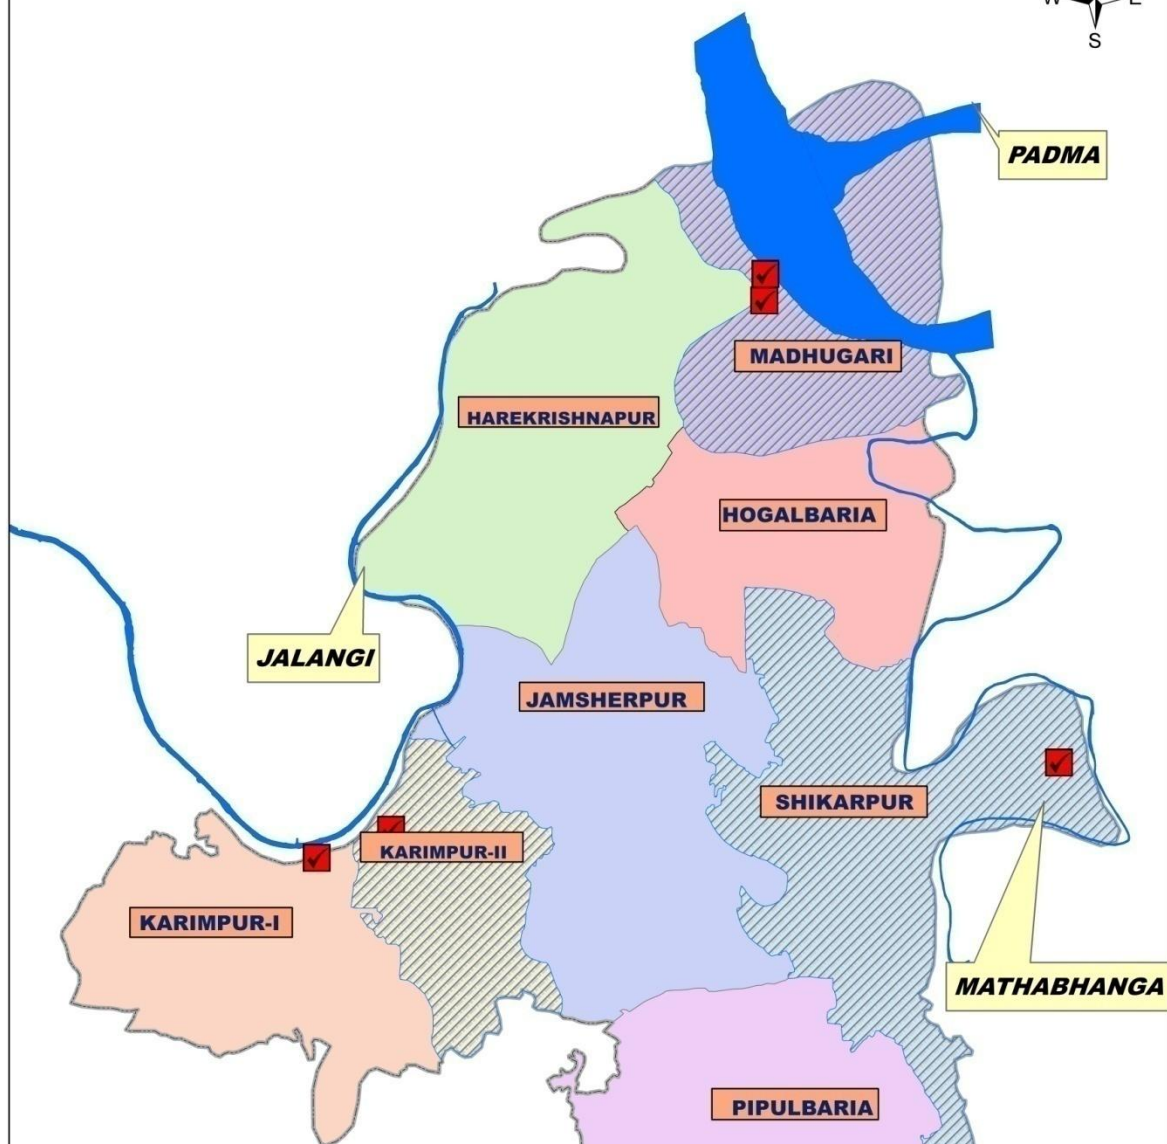 W E
S
PADMA
MADHUGARI
HAREKRISHNAPUR
HOGALBARIA
JALANGI
JAMSHERPUR
SHIKARPUR
KARIMPUR-II
KARIMPUR-I
MATHABHANGA
PIPULBARIA